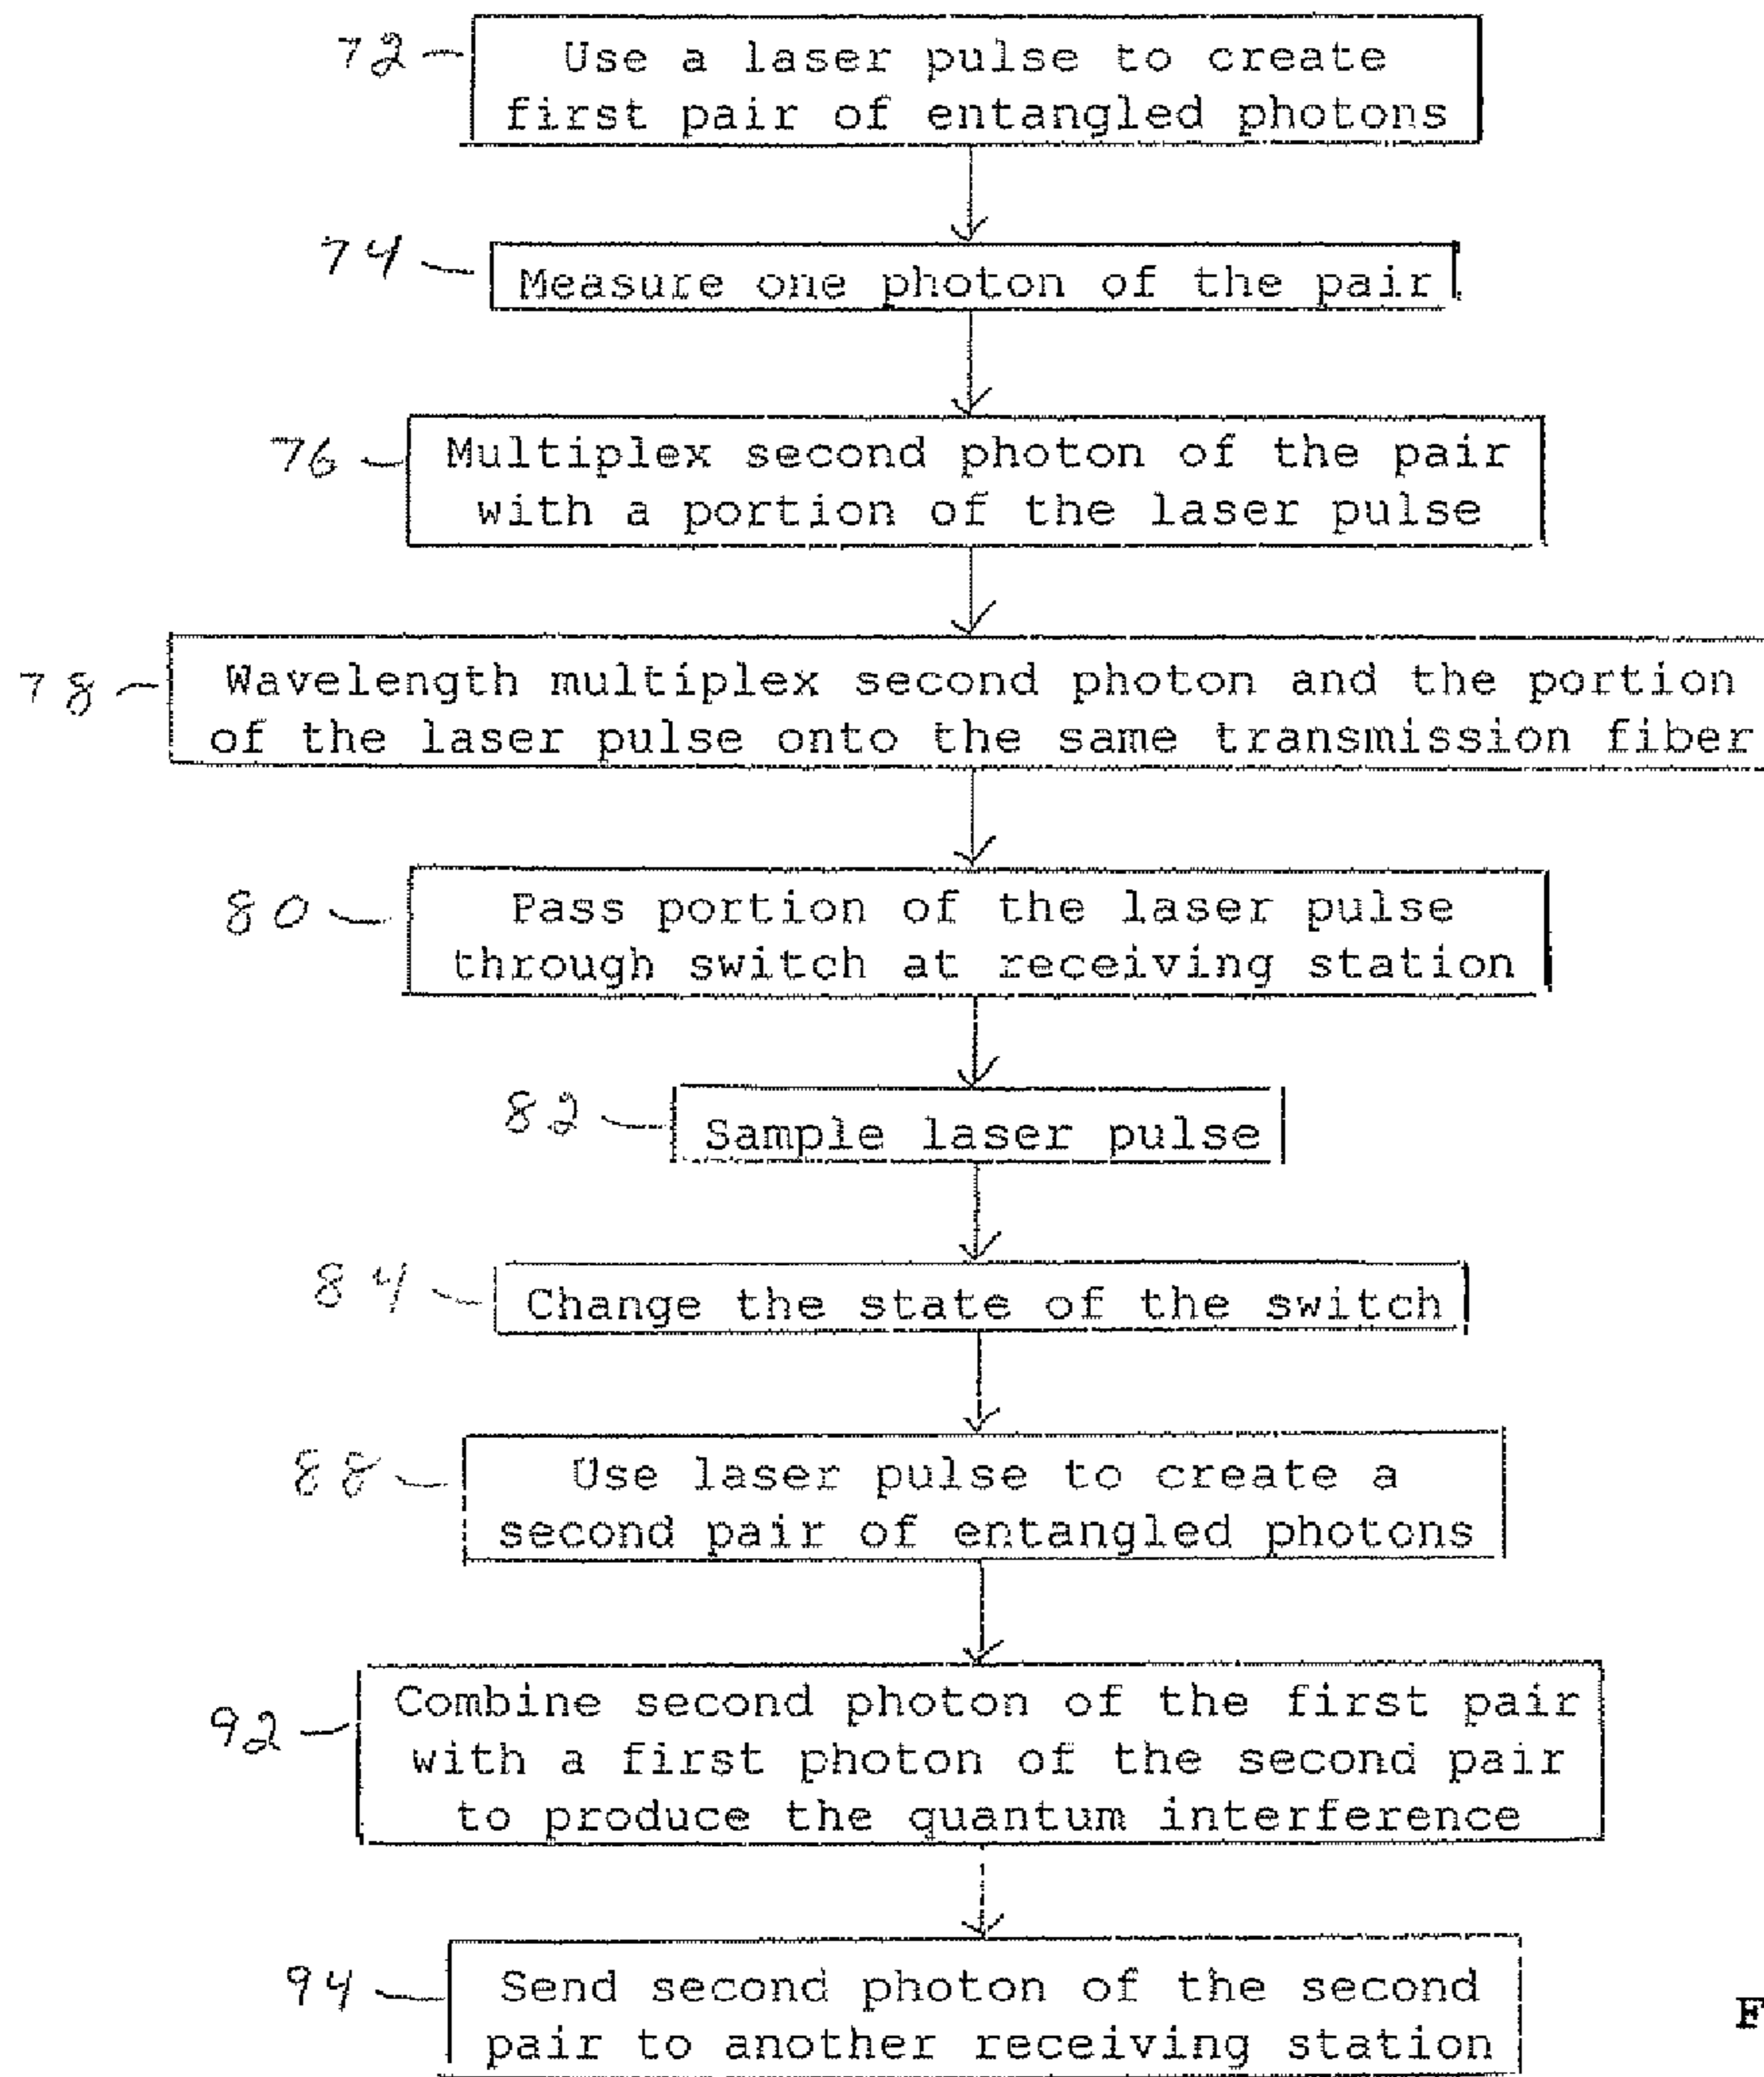 72
Use a laser pulse to create
first pair of entangled photons
74
Measure one photon of the pair
76
Multiplex second photon of the pair
with a portion of the laser pulse
78
Wavelength multiplex second photon and the portion
of the laser pulse onto the same transmission fiber
80
Pass portion of the laser pulse
through switch at receiving station
82
Sample laser pulse
84
Change the state of the switch
88
Use laser pulse to create a
second pair of entangled photons
92
Combine second photon of the first pair
with a first photon of the second pair
to produce the quantum interference
94
Send second photon of the second
pair to another receiving station
F